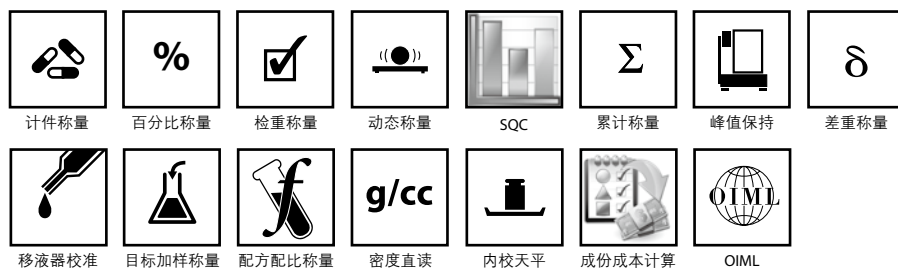 %
Σ
δ
计件称量 百分比称量 检重称量 动态称量 SQC 累计称量 峰值保持 差重称量
f g/cc OIML
移液器校准 目标加样称量 配方配比称量 密度直读 内校天平 成份成本计算 OIML